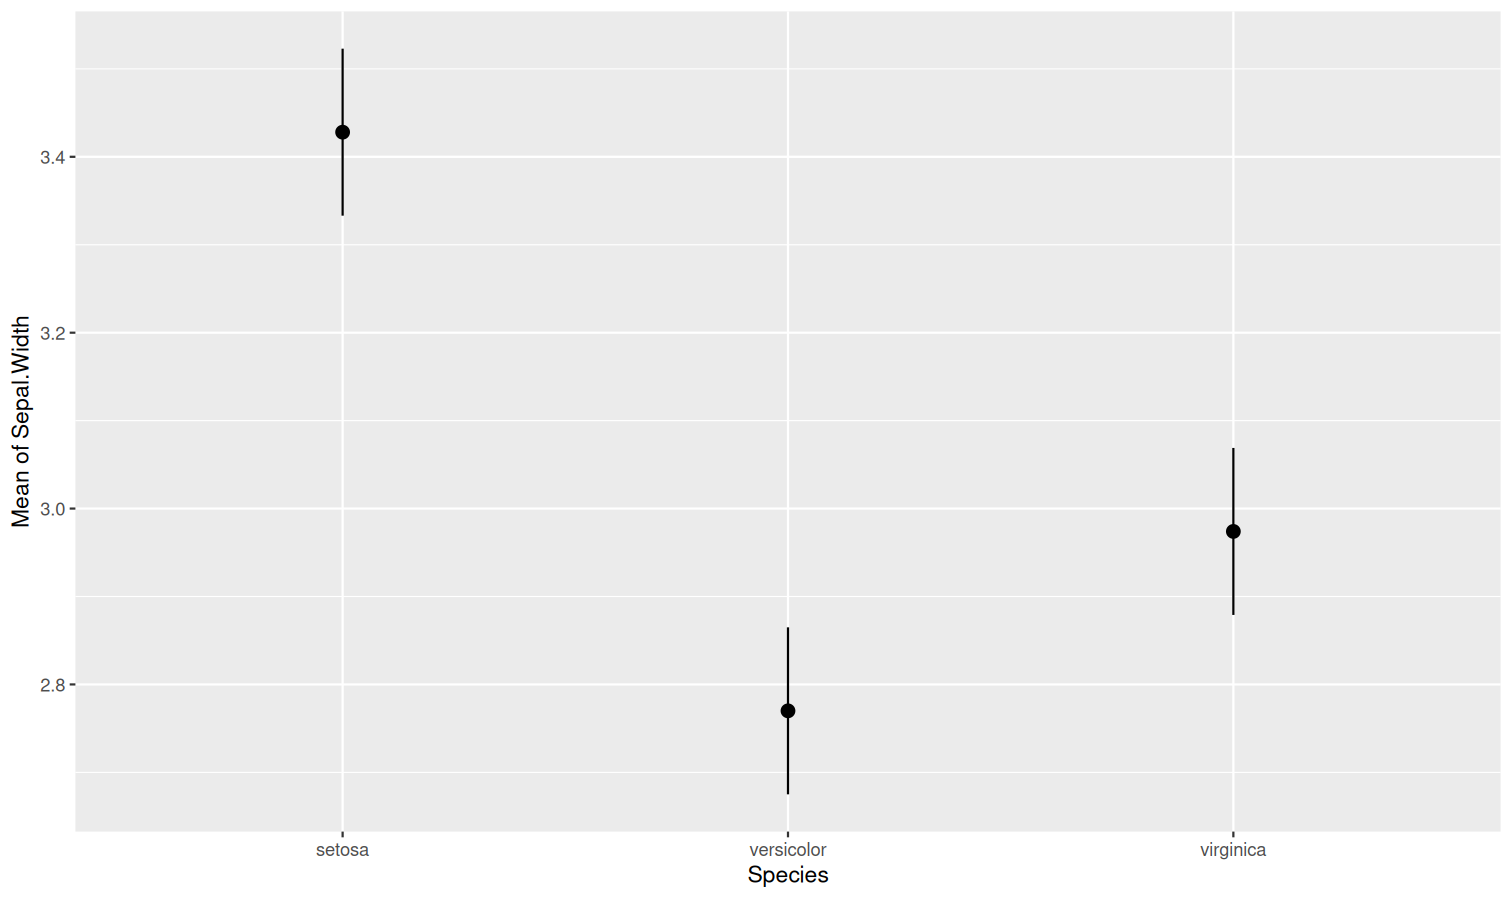 Mean of Sepal.Width
3.4
3.2
3.0
2.8
setosa
versicolor
virginica
Species